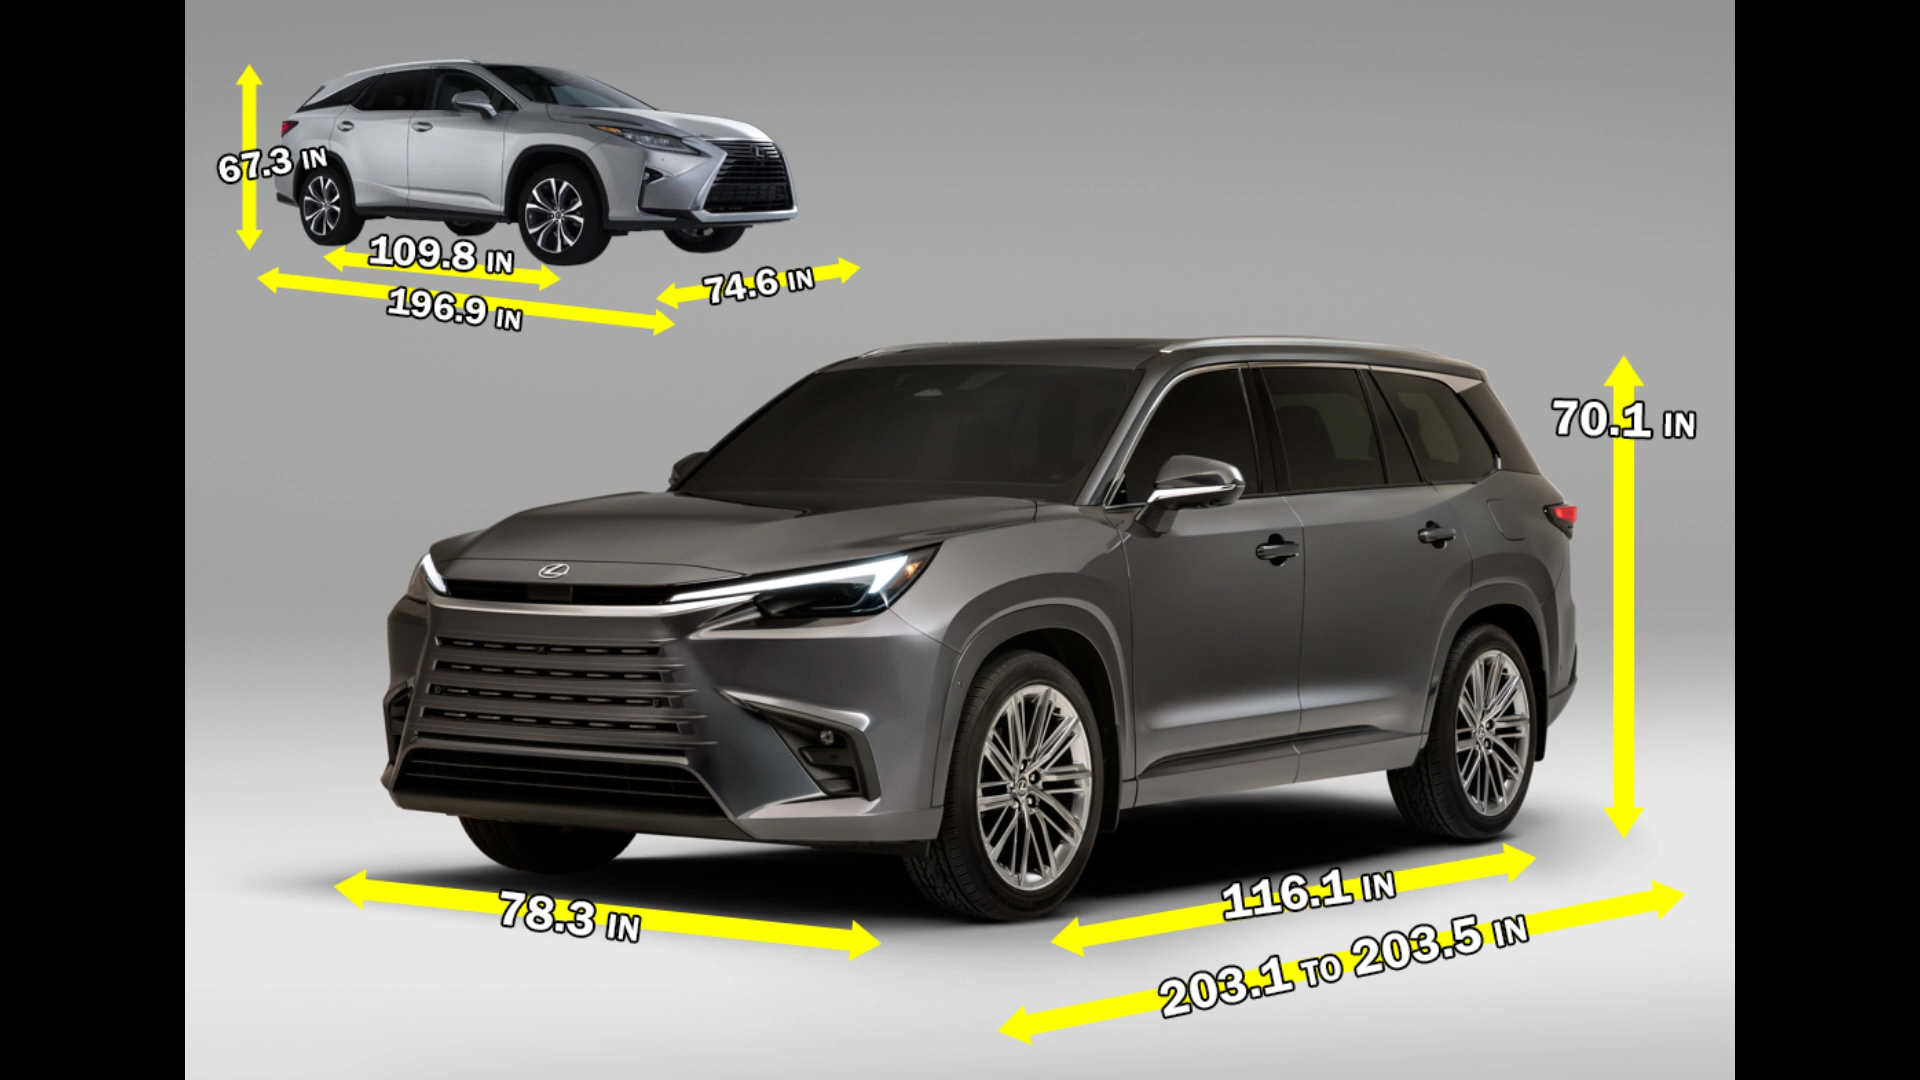 67.3 IN
109.8 IN
196.9 IN
74.6 IN
70.1 IN
78.3 IN
116.1 IN
203.1 TO 203.5 IN